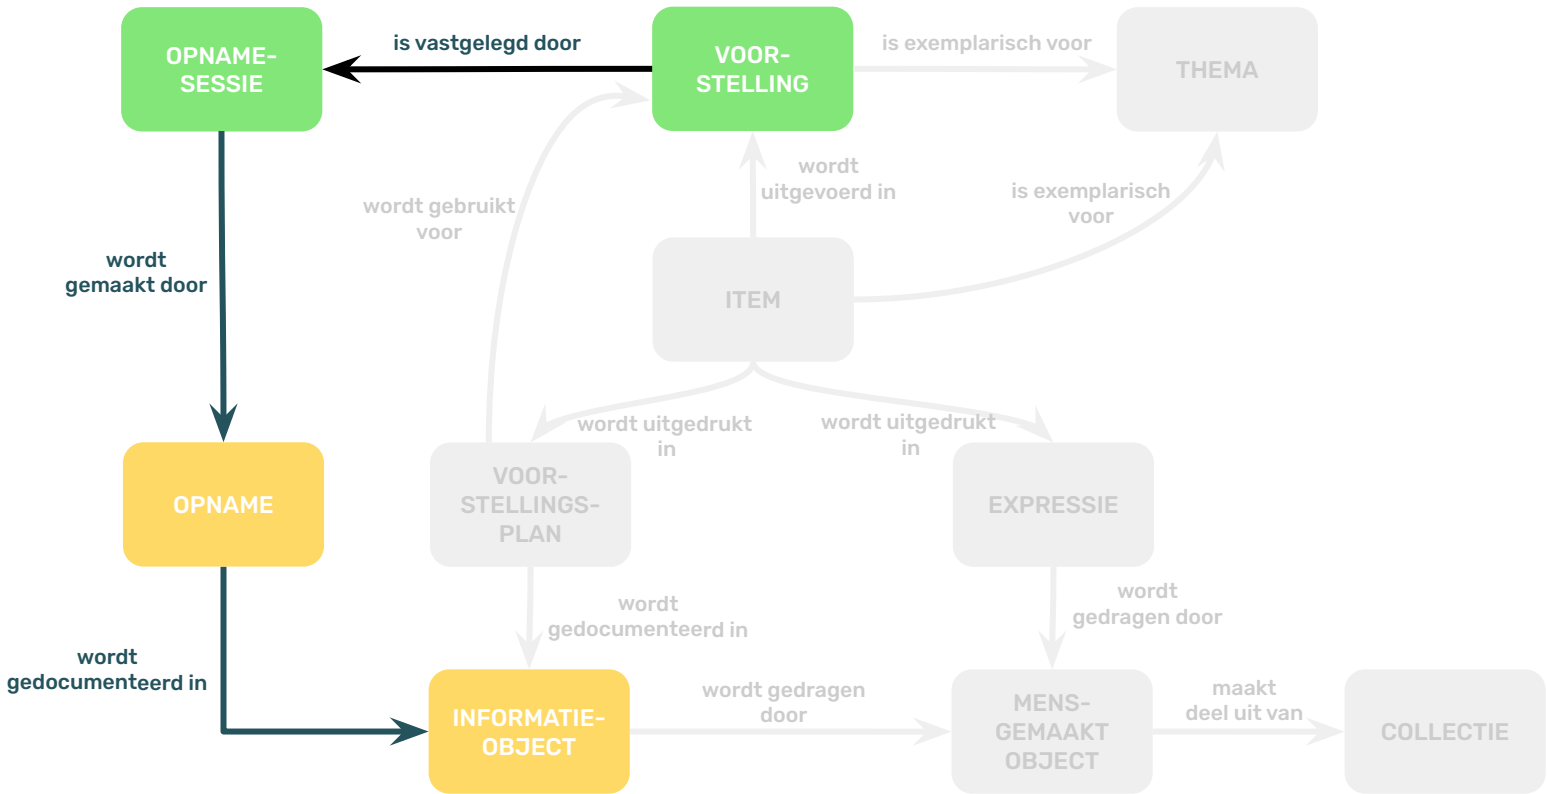 OPNAME-
SESSIE
is vastgelegd door
VOOR-
STELLING
is exemplarisch voor
THEMA
wordt gebruikt
voor
wordt
uitgevoerd in
is exemplarisch
voor
wordt
gemaakt door
ITEM
wordt uitgedrukt
in
wordt uitgedrukt
in
OPNAME
VOOR-
STELLINGS-
PLAN
EXPRESSIE
wordt
gedocumenteerd in
wordt
gedragen door
wordt
gedocumenteerd in
INFORMATIE-
OBJECT
wordt gedragen
door
MENS-
GEMAAKT
OBJECT
maakt
deel uit van
COLLECTIE